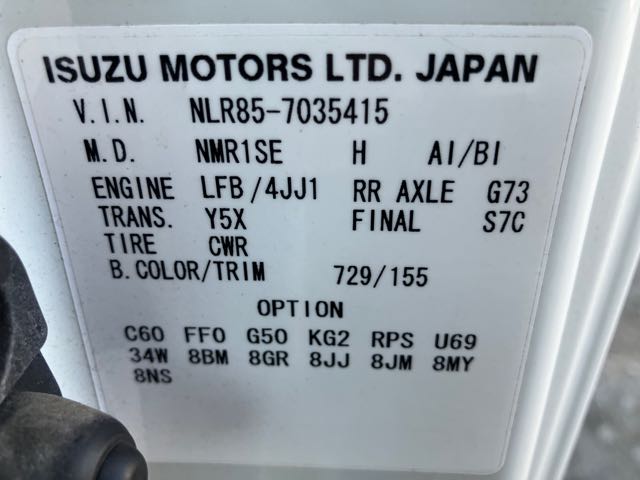 ISUZU MOTORS LTD. JAPAN
V.I.N. NLR85-7035415
M.D. NMR1SE H AI/BI
ENGINE LFB/4JJ1 RR AXLE G73
TRANS. Y5X FINAL S7C
TIRE CWR
B.COLOR/TRIM 729/155
OPTION
C60 FF0 G50 KG2 RPS U69
34W 8BM 8GR 8JJ 8JM 8MY
8NS